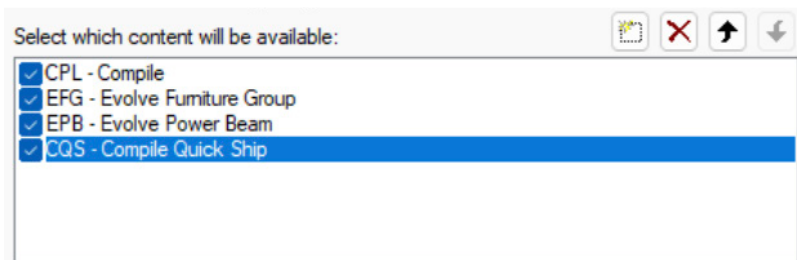 Select which content will be available:
CPL - Compile
EFG - Evolve Furniture Group
EPB - Evolve Power Beam
CQS - Compile Quick Ship